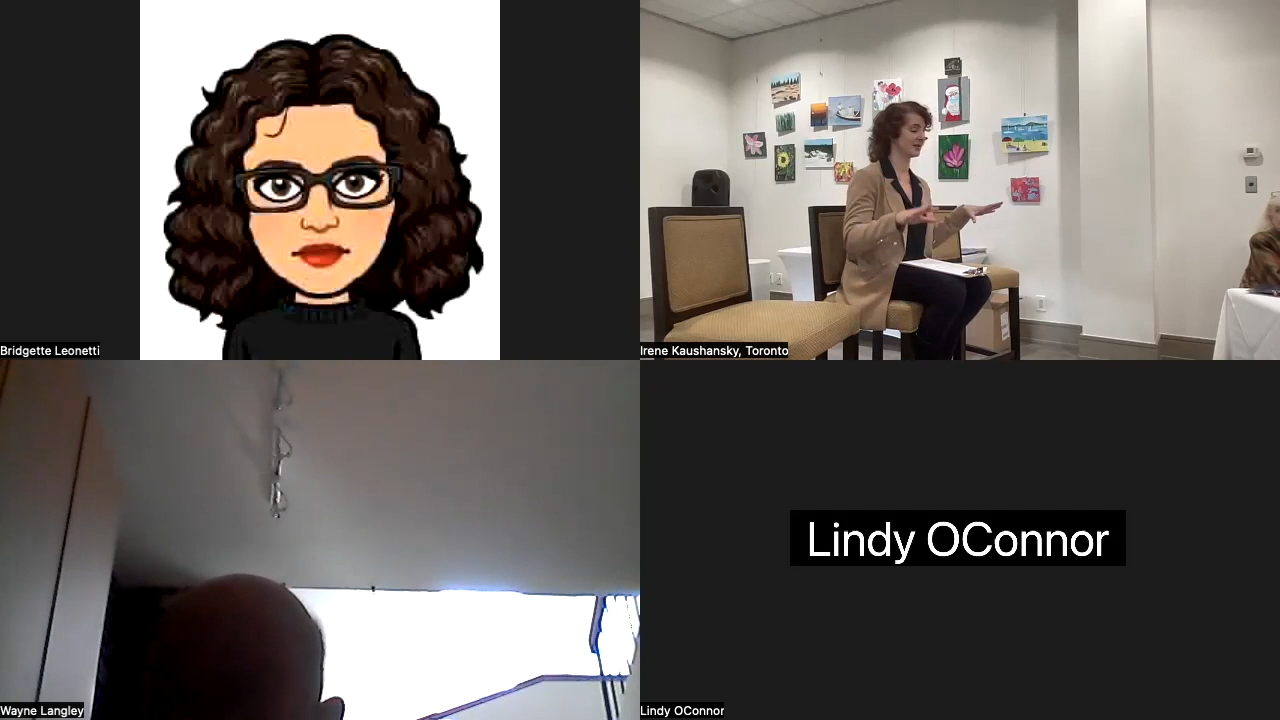 Bridgette Leonetti
Irene Kaushansky, Toronto
Wayne Langley
Lindy OConnor
Lindy OConnor